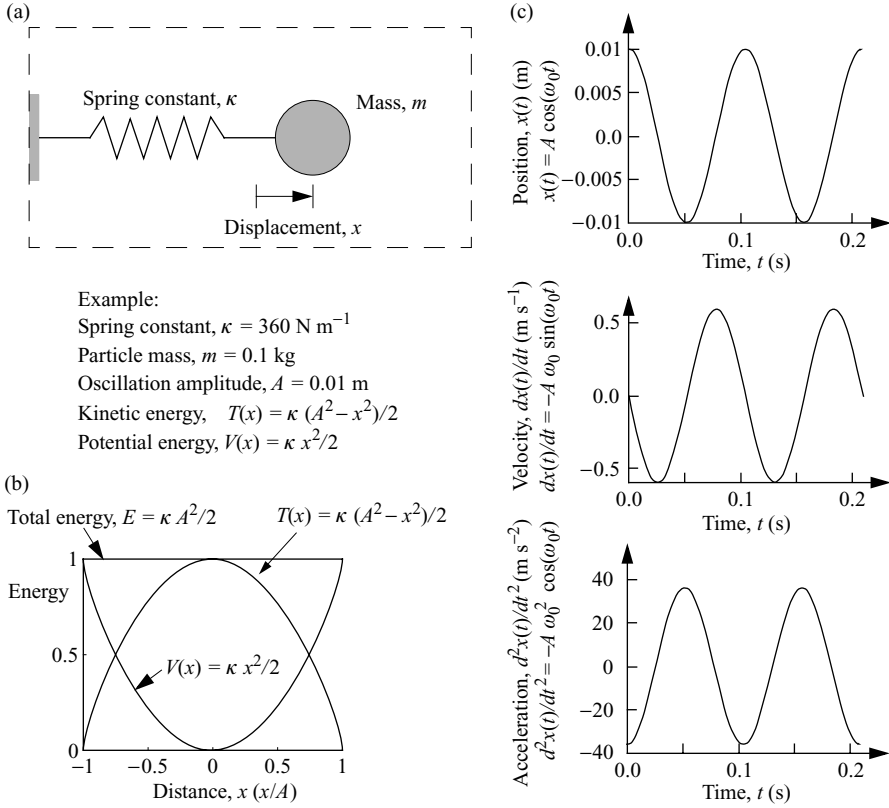 (a)
Spring constant, κ
Mass, m
Displacement, x
Example:
Spring constant, κ = 360 N m⁻¹
Particle mass, m = 0.1 kg
Oscillation amplitude, A = 0.01 m
Kinetic energy, T(x) = κ (A² − x²)/2
Potential energy, V(x) = κ x²/2
(b)
Total energy, E = κ A²/2
T(x) = κ (A² − x²)/2
1
Energy
0.5
V(x) = κ x²/2
0
−1
−0.5
0
0.5
1
Distance, x (x/A)
(c)
Position, x(t) (m)
x(t) = A cos(ω₀t)
0.01
0.005
0.0
−0.005
−0.01
0.0
0.1
0.2
Time, t (s)
Velocity, dx(t)/dt (m s⁻¹)
dx(t)/dt = −A ω₀ sin(ω₀t)
0.5
0.0
−0.5
0.0
0.1
0.2
Time, t (s)
Acceleration, d²x(t)/dt² (m s⁻²)
d²x(t)/dt² = −A ω₀² cos(ω₀t)
40
20
0
−20
−40
0.0
0.1
0.2
Time, t (s)